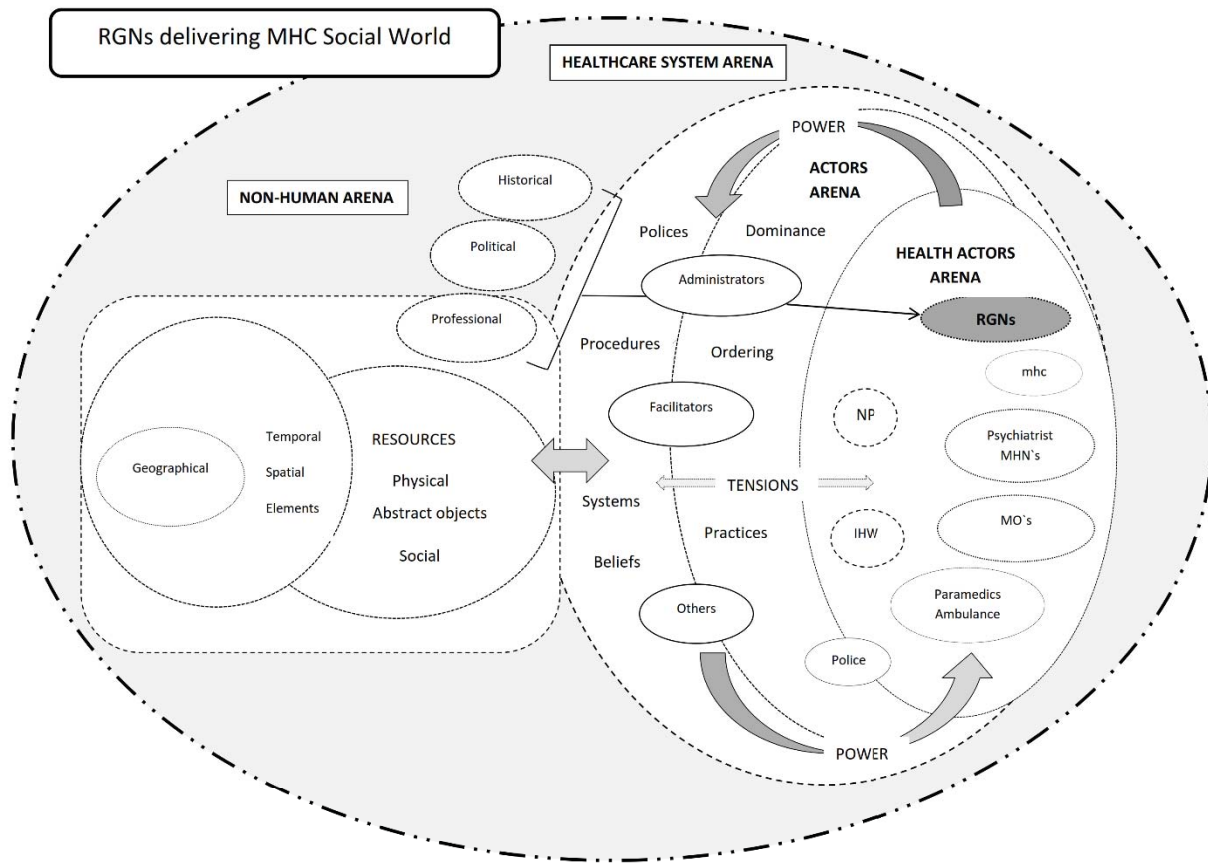 RGNs delivering MHC Social World
HEALTHCARE SYSTEM ARENA
NON-HUMAN ARENA
Historical
Political
Professional
Geographical
Temporal
Spatial
Elements
RESOURCES
Physical
Abstract objects
Social
POWER
ACTORS
ARENA
Polices
Dominance
Administrators
Procedures
Ordering
Facilitators
TENSIONS
Systems
Practices
Beliefs
Others
HEALTH ACTORS
ARENA
RGNs
mhc
NP
Psychiatrist
MHN`s
IHW
MO`s
Paramedics
Ambulance
Police
POWER